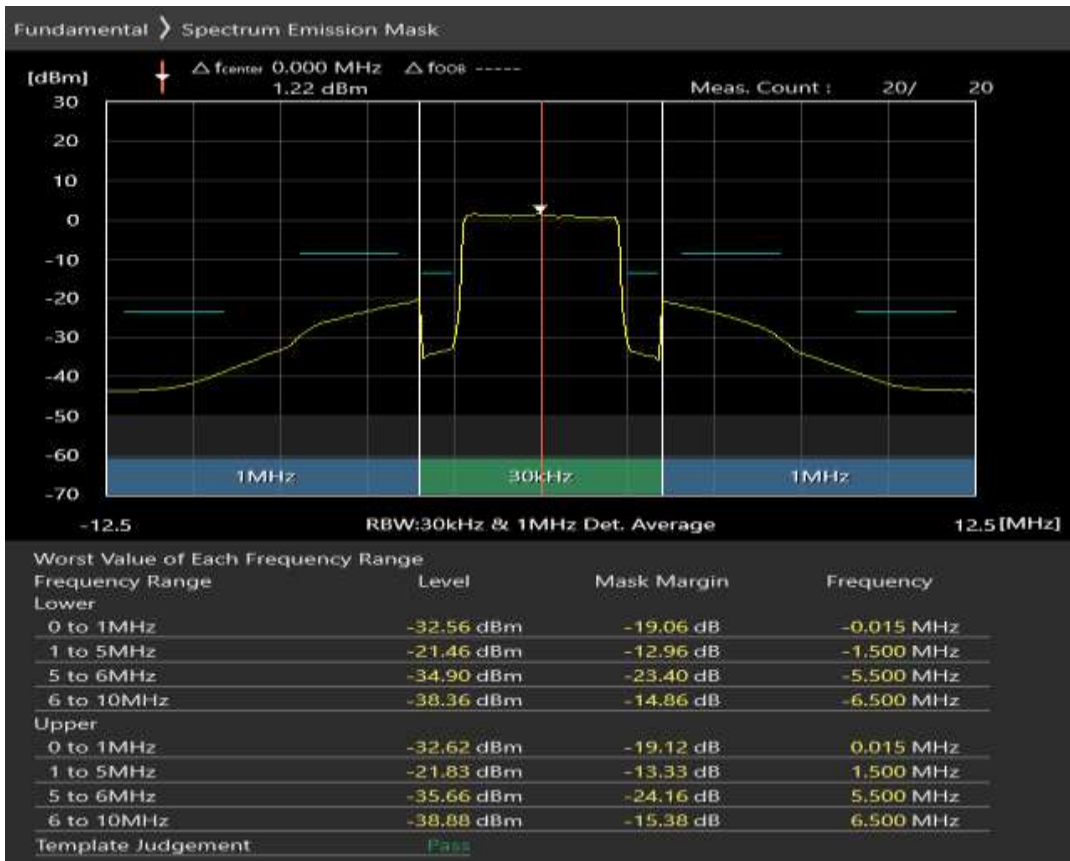 Fundamental 》 Spectrum Emission Mask
△ fcenter 0.000 MHz △ fOOB -----
[dBm] 1.22 dBm Meas. Count : 20/ 20
30
20
10
0
-10
-20
-30
-40
-50
-60
1MHz 30kHz 1MHz
-70
-12.5 RBW:30kHz & 1MHz Det. Average 12.5 [MHz]
Worst Value of Each Frequency Range
Frequency Range Level Mask Margin Frequency
Lower
0 to 1MHz -32.56 dBm -19.06 dB -0.015 MHz
1 to 5MHz -21.46 dBm -12.96 dB -1.500 MHz
5 to 6MHz -34.90 dBm -23.40 dB -5.500 MHz
6 to 10MHz -38.36 dBm -14.86 dB -6.500 MHz
Upper
0 to 1MHz -32.62 dBm -19.12 dB 0.015 MHz
1 to 5MHz -21.83 dBm -13.33 dB 1.500 MHz
5 to 6MHz -35.66 dBm -24.16 dB 5.500 MHz
6 to 10MHz -38.88 dBm -15.38 dB 6.500 MHz
Template Judgement Pass